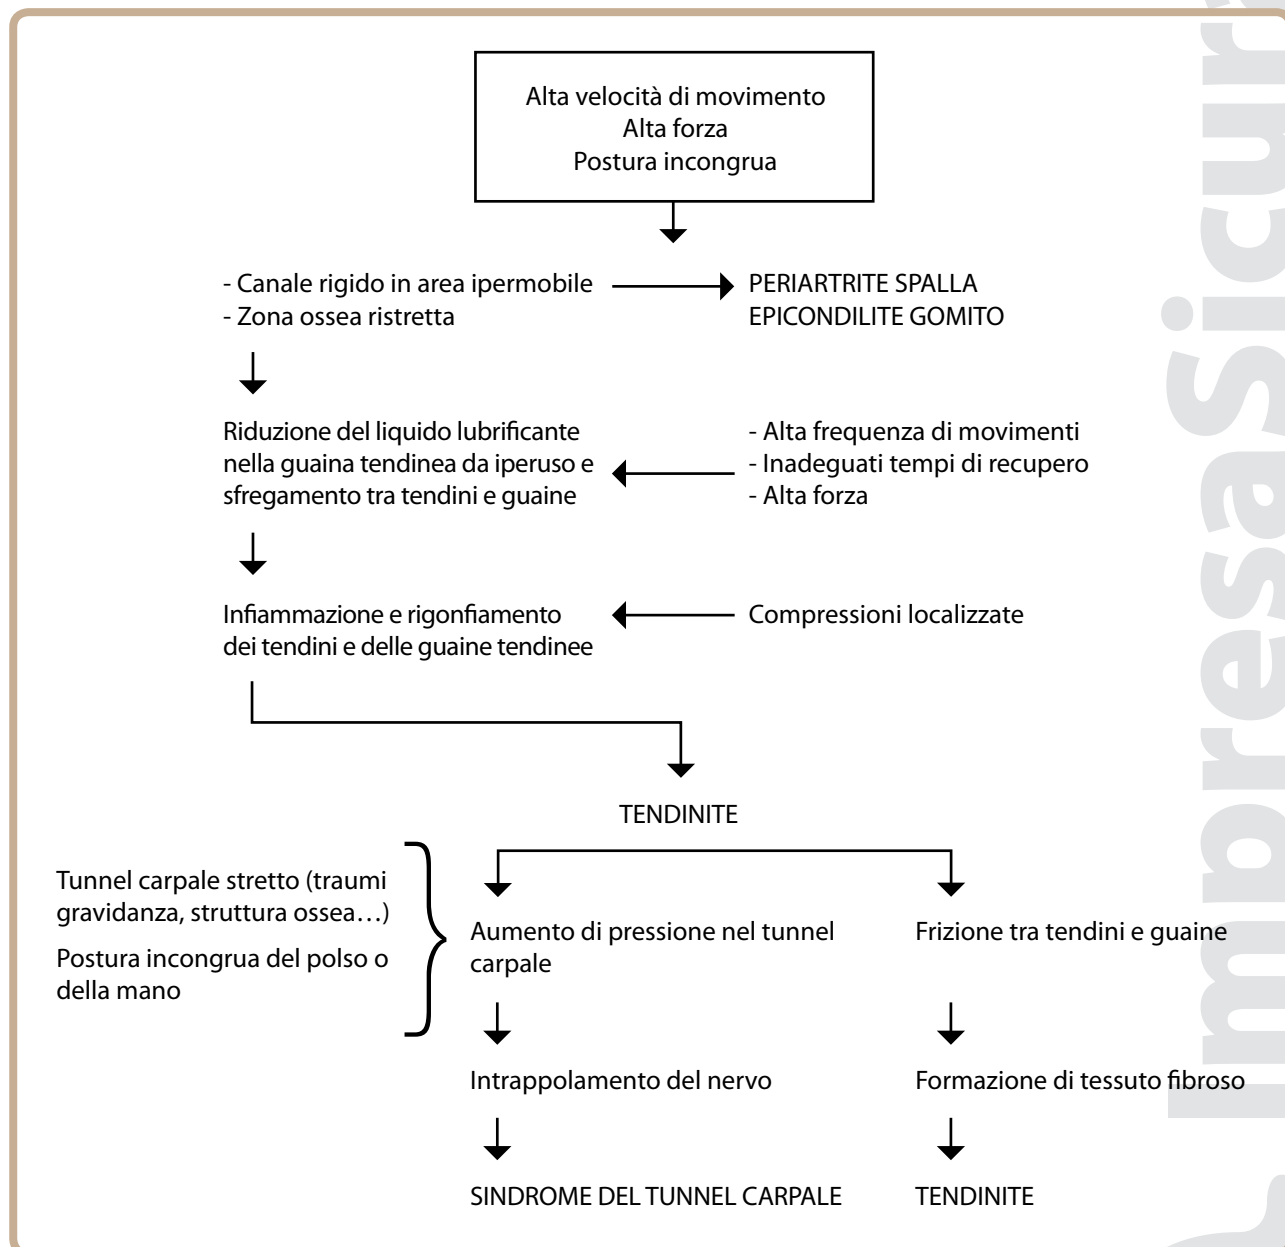 Alta velocità di movimento
Alta forza
Postura incongrua
- Canale rigido in area ipermobile
- Zona ossea ristretta
PERIARTRITE SPALLA
EPICONDILITE GOMITO
Riduzione del liquido lubrificante
nella guaina tendinea da iperuso e
sfregamento tra tendini e guaine
- Alta frequenza di movimenti
- Inadeguati tempi di recupero
- Alta forza
Infiammazione e rigonfiamento
dei tendini e delle guaine tendinee
Compressioni localizzate
TENDINITE
Tunnel carpale stretto (traumi
gravidanza, struttura ossea…)
Postura incongrua del polso o
della mano
Aumento di pressione nel tunnel
carpale
Frizione tra tendini e guaine
Intrappolamento del nervo
Formazione di tessuto fibroso
SINDROME DEL TUNNEL CARPALE
TENDINITE
ImpresaSicura